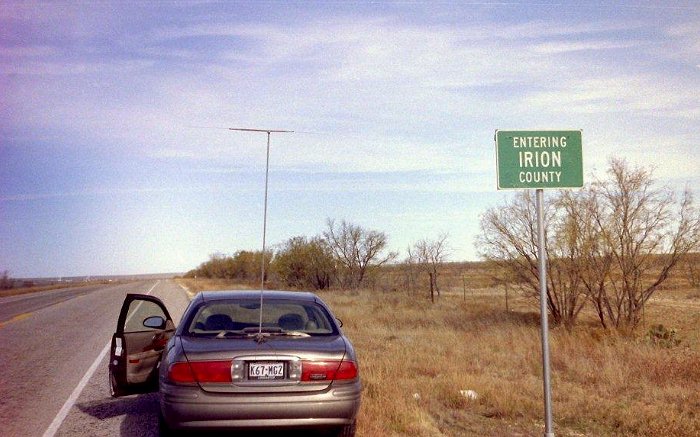 ENTERING
IRION
COUNTY
K67·MGZ